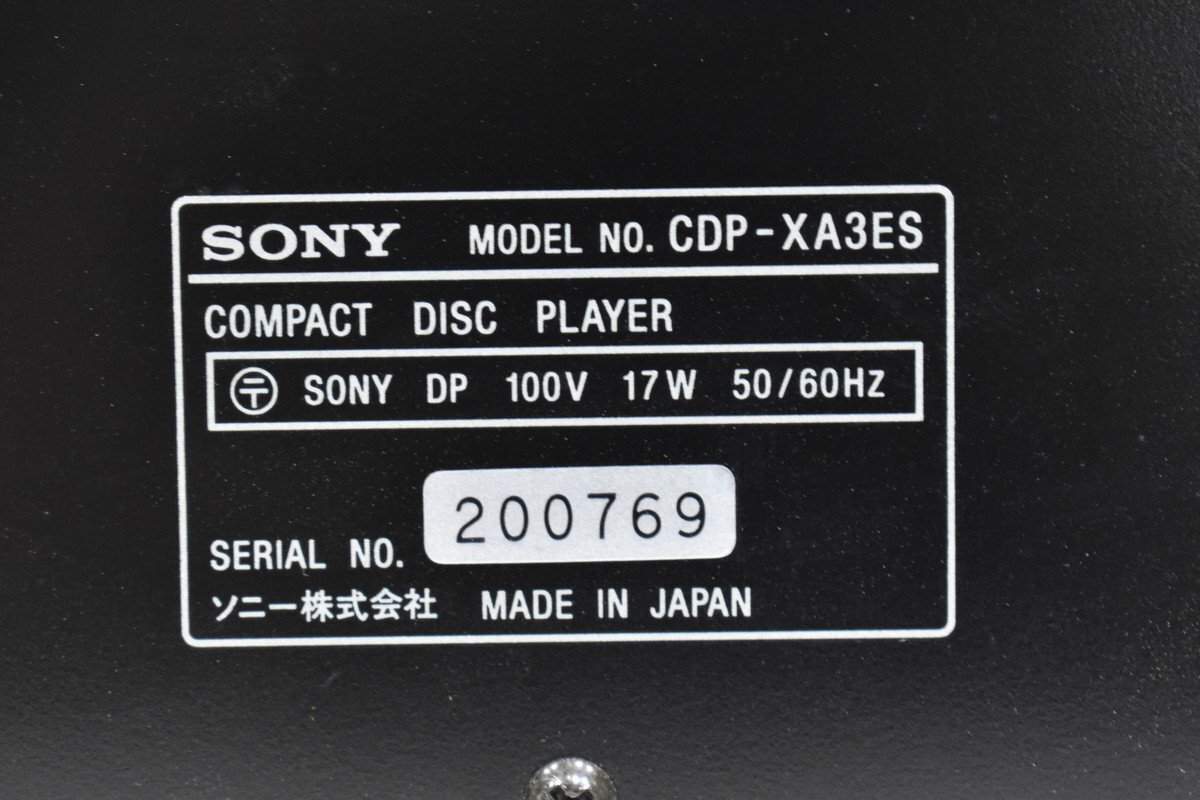 SONY MODEL NO. CDP-XA3ES
COMPACT DISC PLAYER
〒 SONY DP 100V 17W 50/60HZ
SERIAL NO. 200769
ソニー株式会社 MADE IN JAPAN